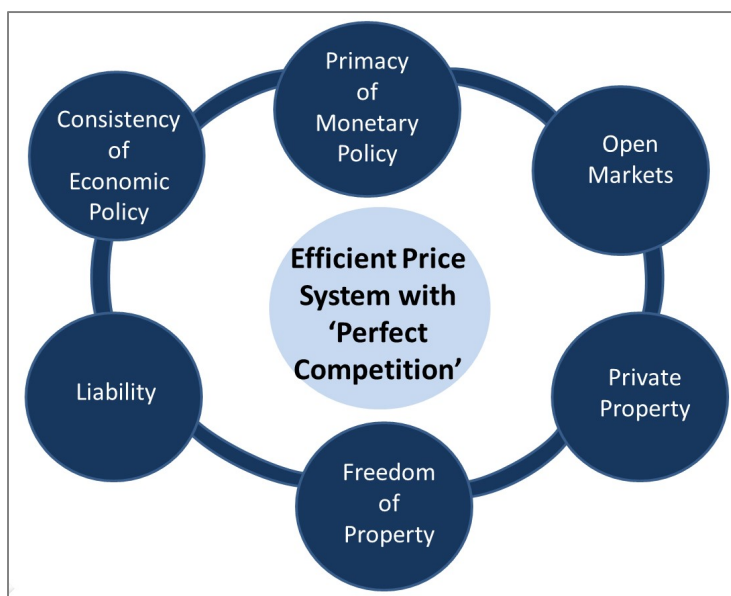 Primacy
of
Monetary
Policy
Open
Markets
Private
Property
Freedom
of
Property
Liability
Consistency
of
Economic
Policy
Efficient Price
System with
‘Perfect
Competition’